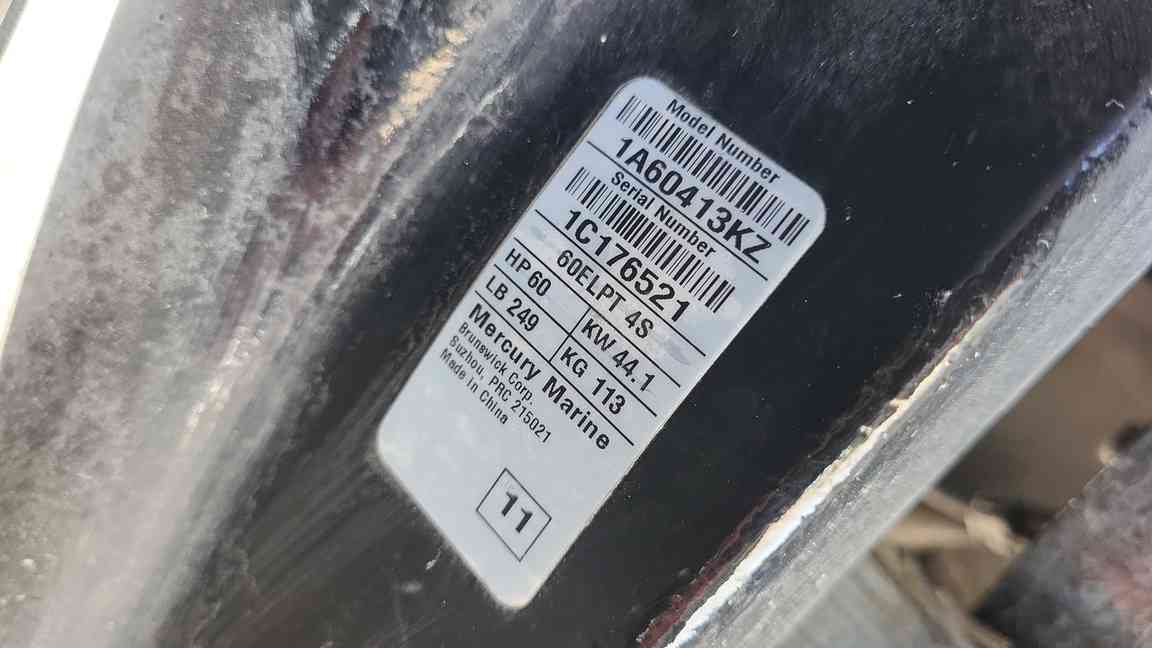 Model Number
1A60413KZ
Serial Number
1C176521
60ELPT 4S
HP 60 KW 44.1
LB 249 KG 113
Mercury Marine
Brunswick Corp.
Suzhou, PRC 215021
Made in China
11